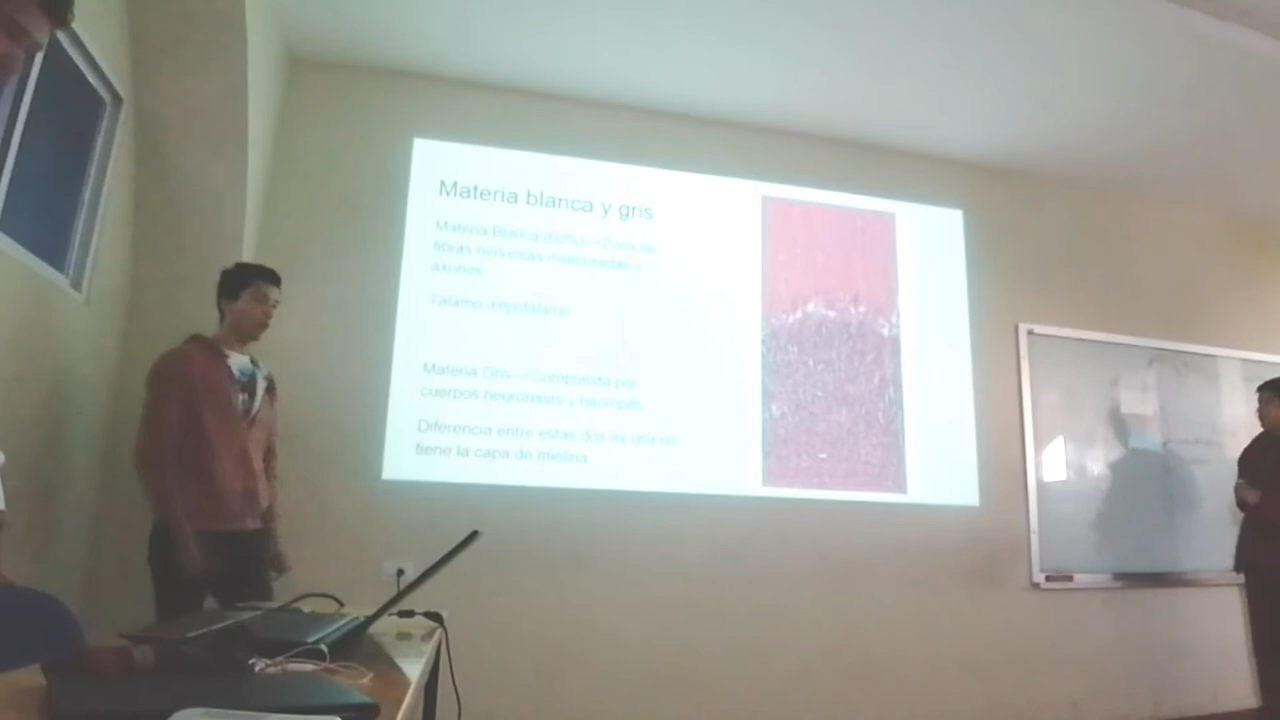 Materia blanca y gris
Materia Blanca (60%)-->Zona de
fibras nerviosas mielinizadas o
axones
Tálamo, Hipotálamo
Materia Gris-->Compuesta por
cuerpos neuronales y neuropilo
Diferencia entre estas dos es una no
tiene la capa de mielina